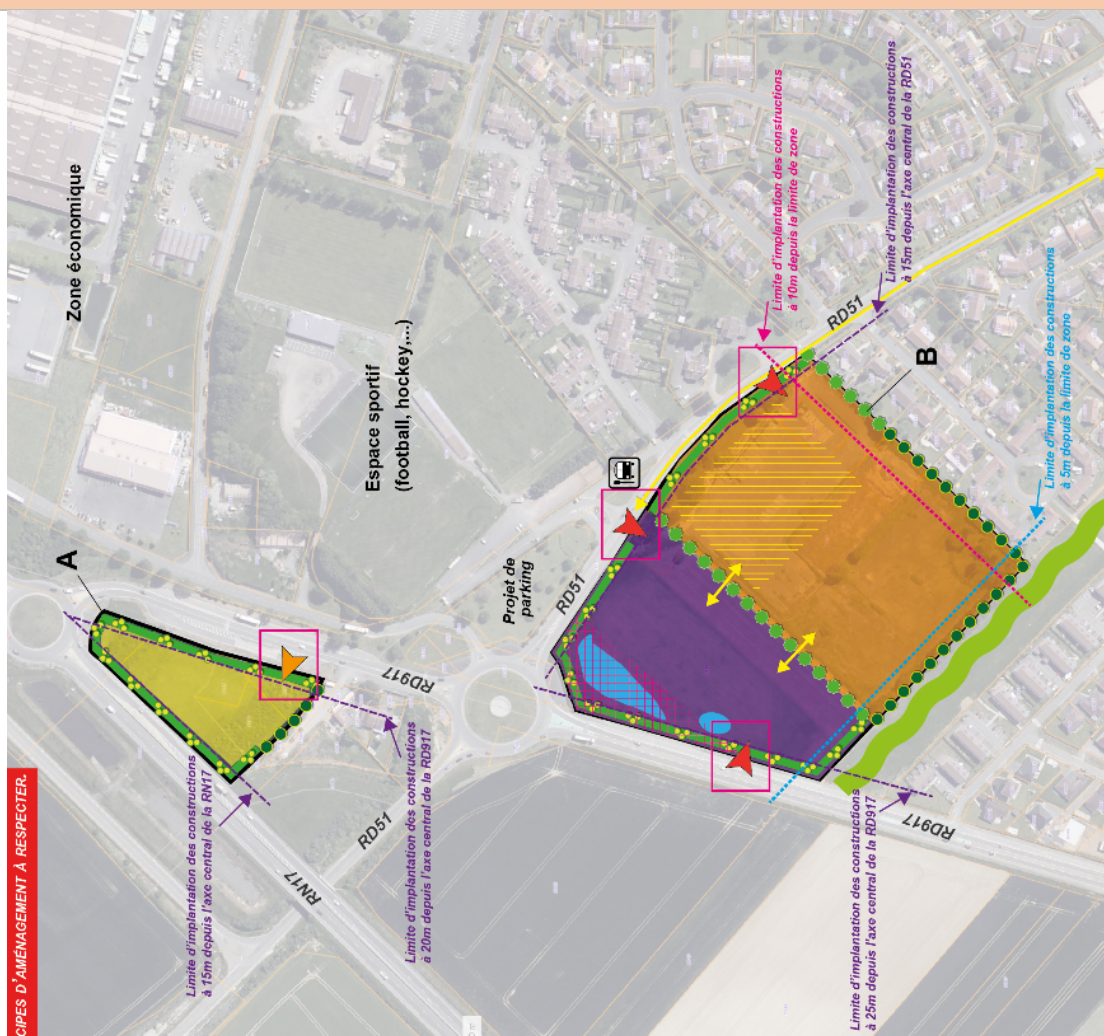 CIPES D'AMÉNAGEMENT À RESPECTER.
Zone économique
Espace sportif
(football, hockey,...)
A
Projet de
parking
RD51
RD917
RD51
RN17
RD51
RD917
B
Limite d'implantation des constructions
à 10m depuis la limite de zone
Limite d'implantation des constructions
à 15m depuis l'axe central de la RD51
Limite d'implantation des constructions
à 5m depuis la limite de zone
Limite d'implantation des constructions
à 15m depuis l'axe central de la RN17
Limite d'implantation des constructions
à 20m depuis l'axe central de la RD917
Limite d'implantation des constructions
à 25m depuis l'axe central de la RD917